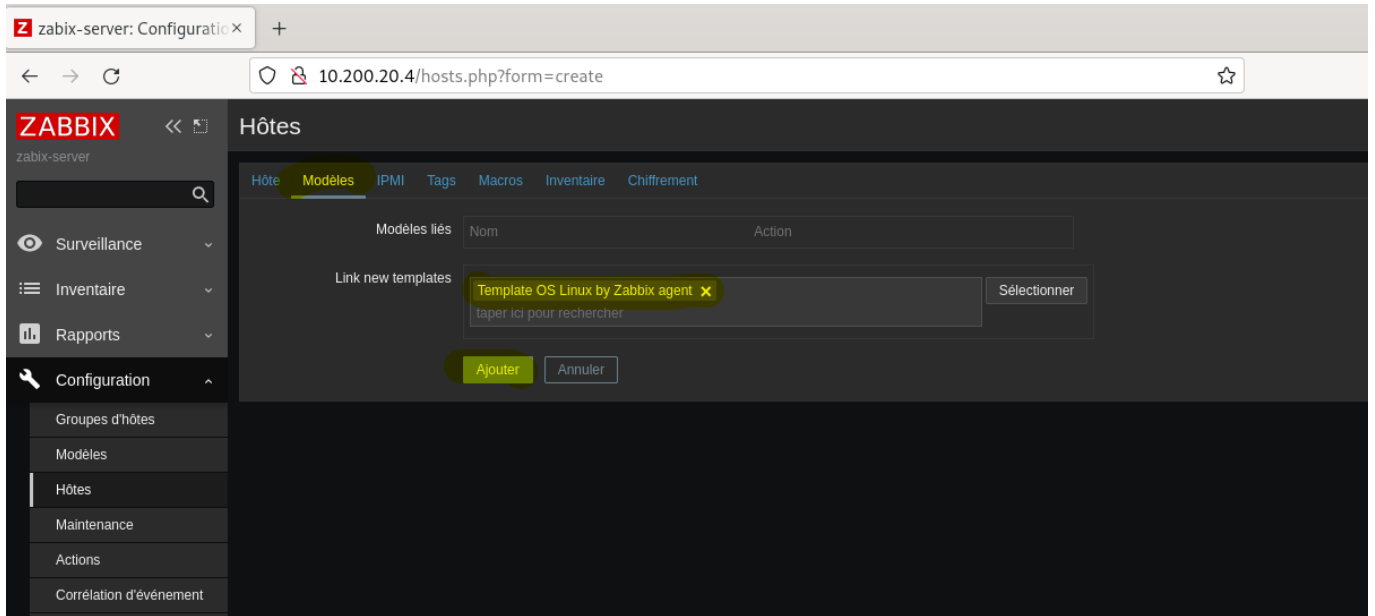 Z zabix-server: Configuratio × +
10.200.20.4/hosts.php?form=create
ZABBIX
zabix-server
Hôtes
Hôte Modèles IPMI Tags Macros Inventaire Chiffrement
Modèles liés Nom Action
Link new templates Template OS Linux by Zabbix agent × Sélectionner
taper ici pour rechercher
Ajouter Annuler
Surveillance
Inventaire
Rapports
Configuration
Groupes d'hôtes
Modèles
Hôtes
Maintenance
Actions
Corrélation d'événement